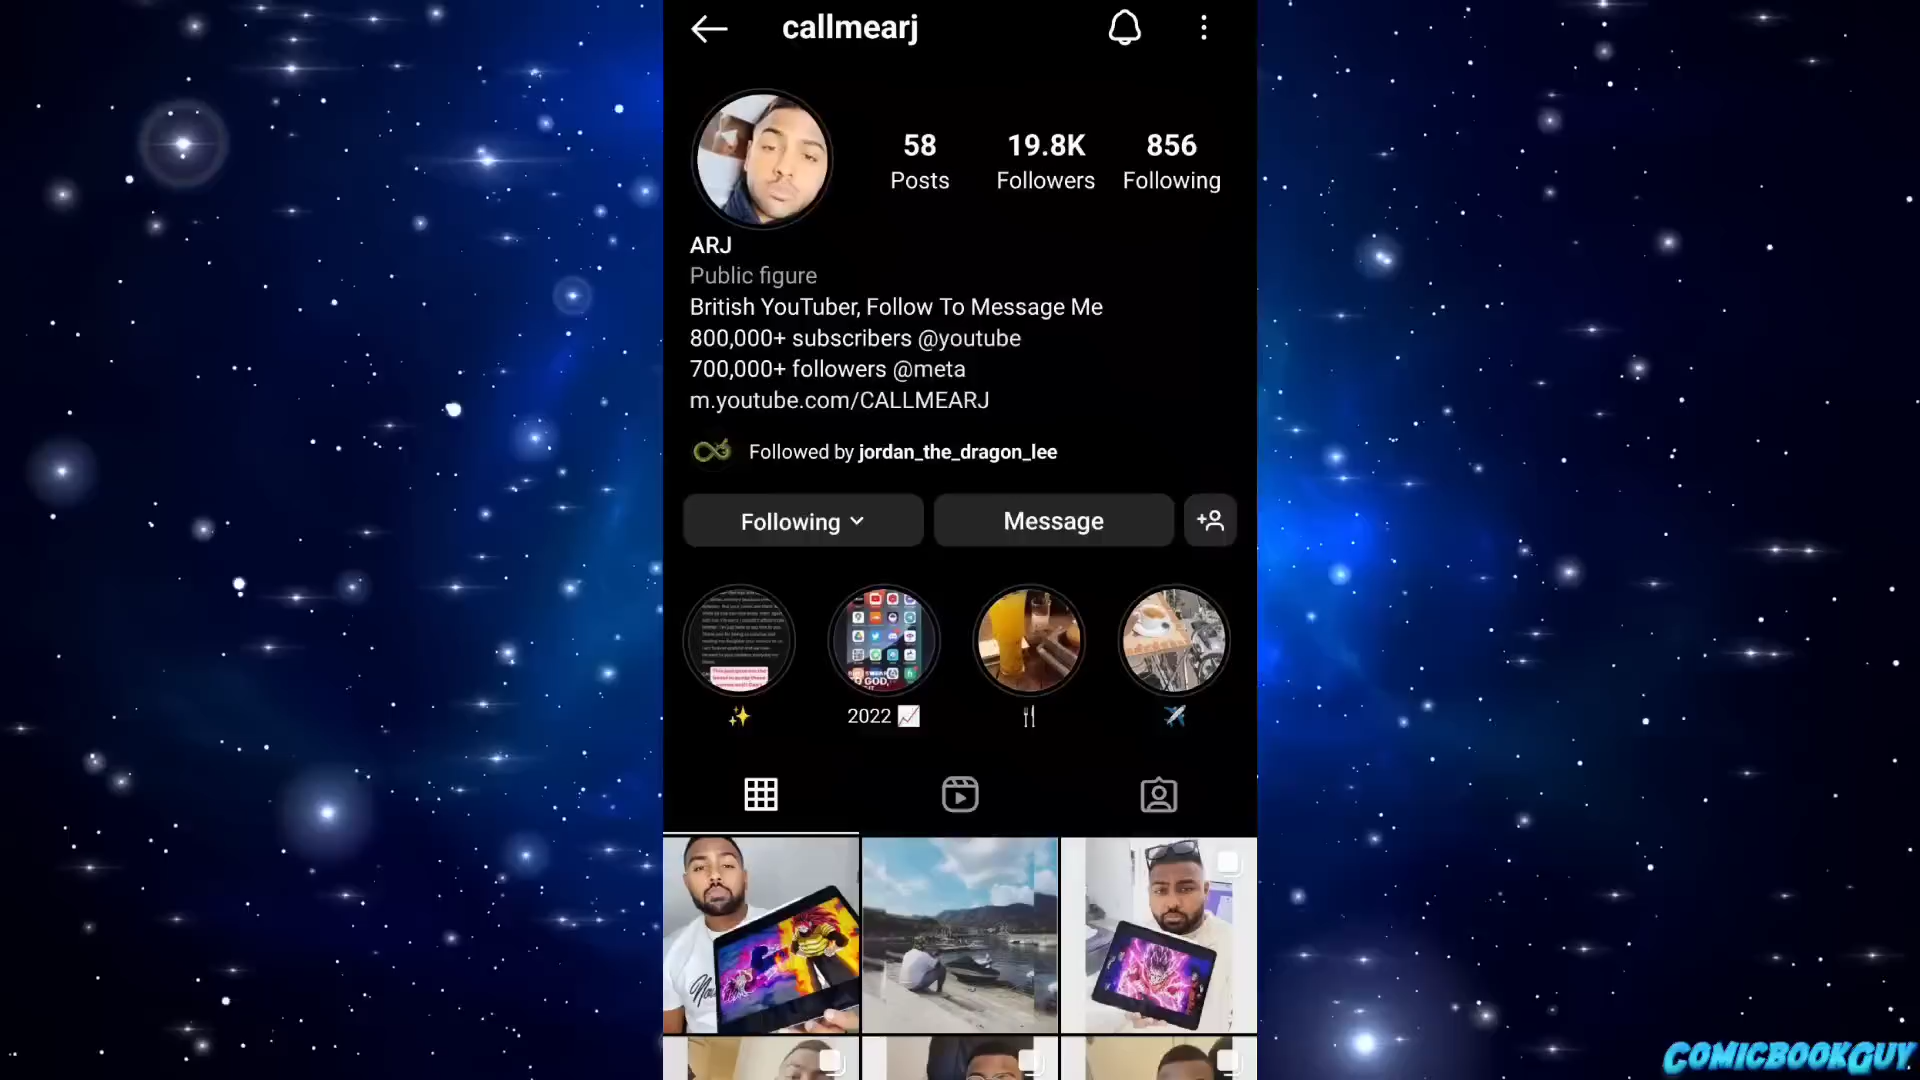 callmearj
58
19.8K
856
Posts
Followers
Following
ARJ
Public figure
British YouTuber, Follow To Message Me
800,000+ subscribers @youtube
700,000+ followers @meta
m.youtube.com/CALLMEARJ
Followed by jordan_the_dragon_lee
Following
Message
2022
COMICBOOKGUY